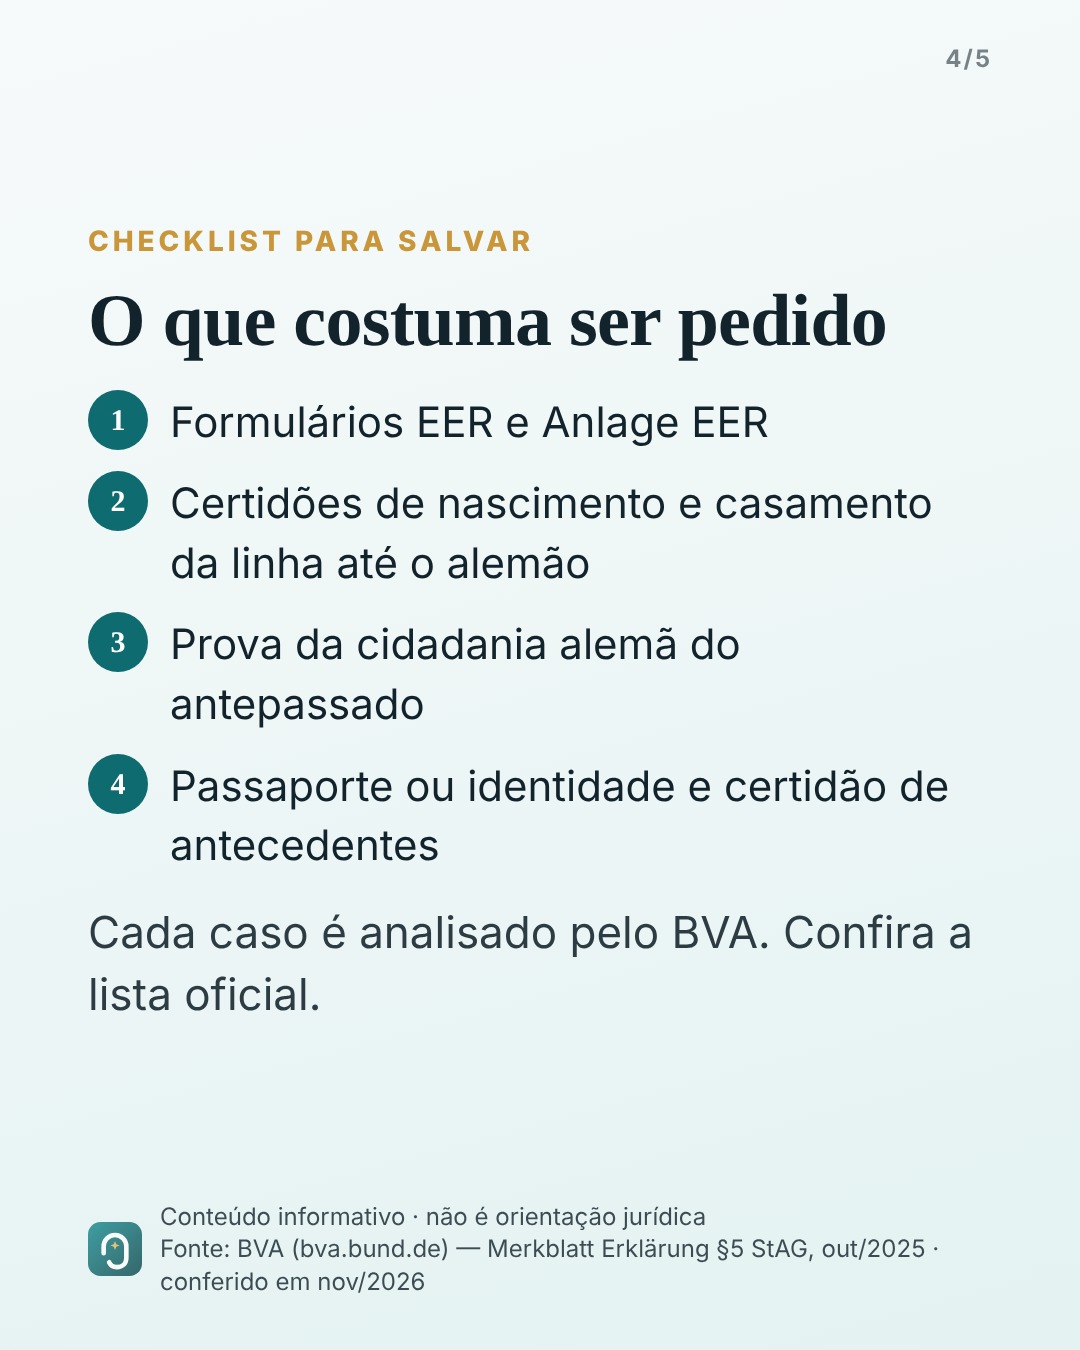 4/5
CHECKLIST PARA SALVAR
O que costuma ser pedido
1 Formulários EER e Anlage EER
2 Certidões de nascimento e casamento
da linha até o alemão
3 Prova da cidadania alemã do
antepassado
4 Passaporte ou identidade e certidão de
antecedentes
Cada caso é analisado pelo BVA. Confira a
lista oficial.
Conteúdo informativo · não é orientação jurídica
Fonte: BVA (bva.bund.de) — Merkblatt Erklärung §5 StAG, out/2025 ·
conferido em nov/2026